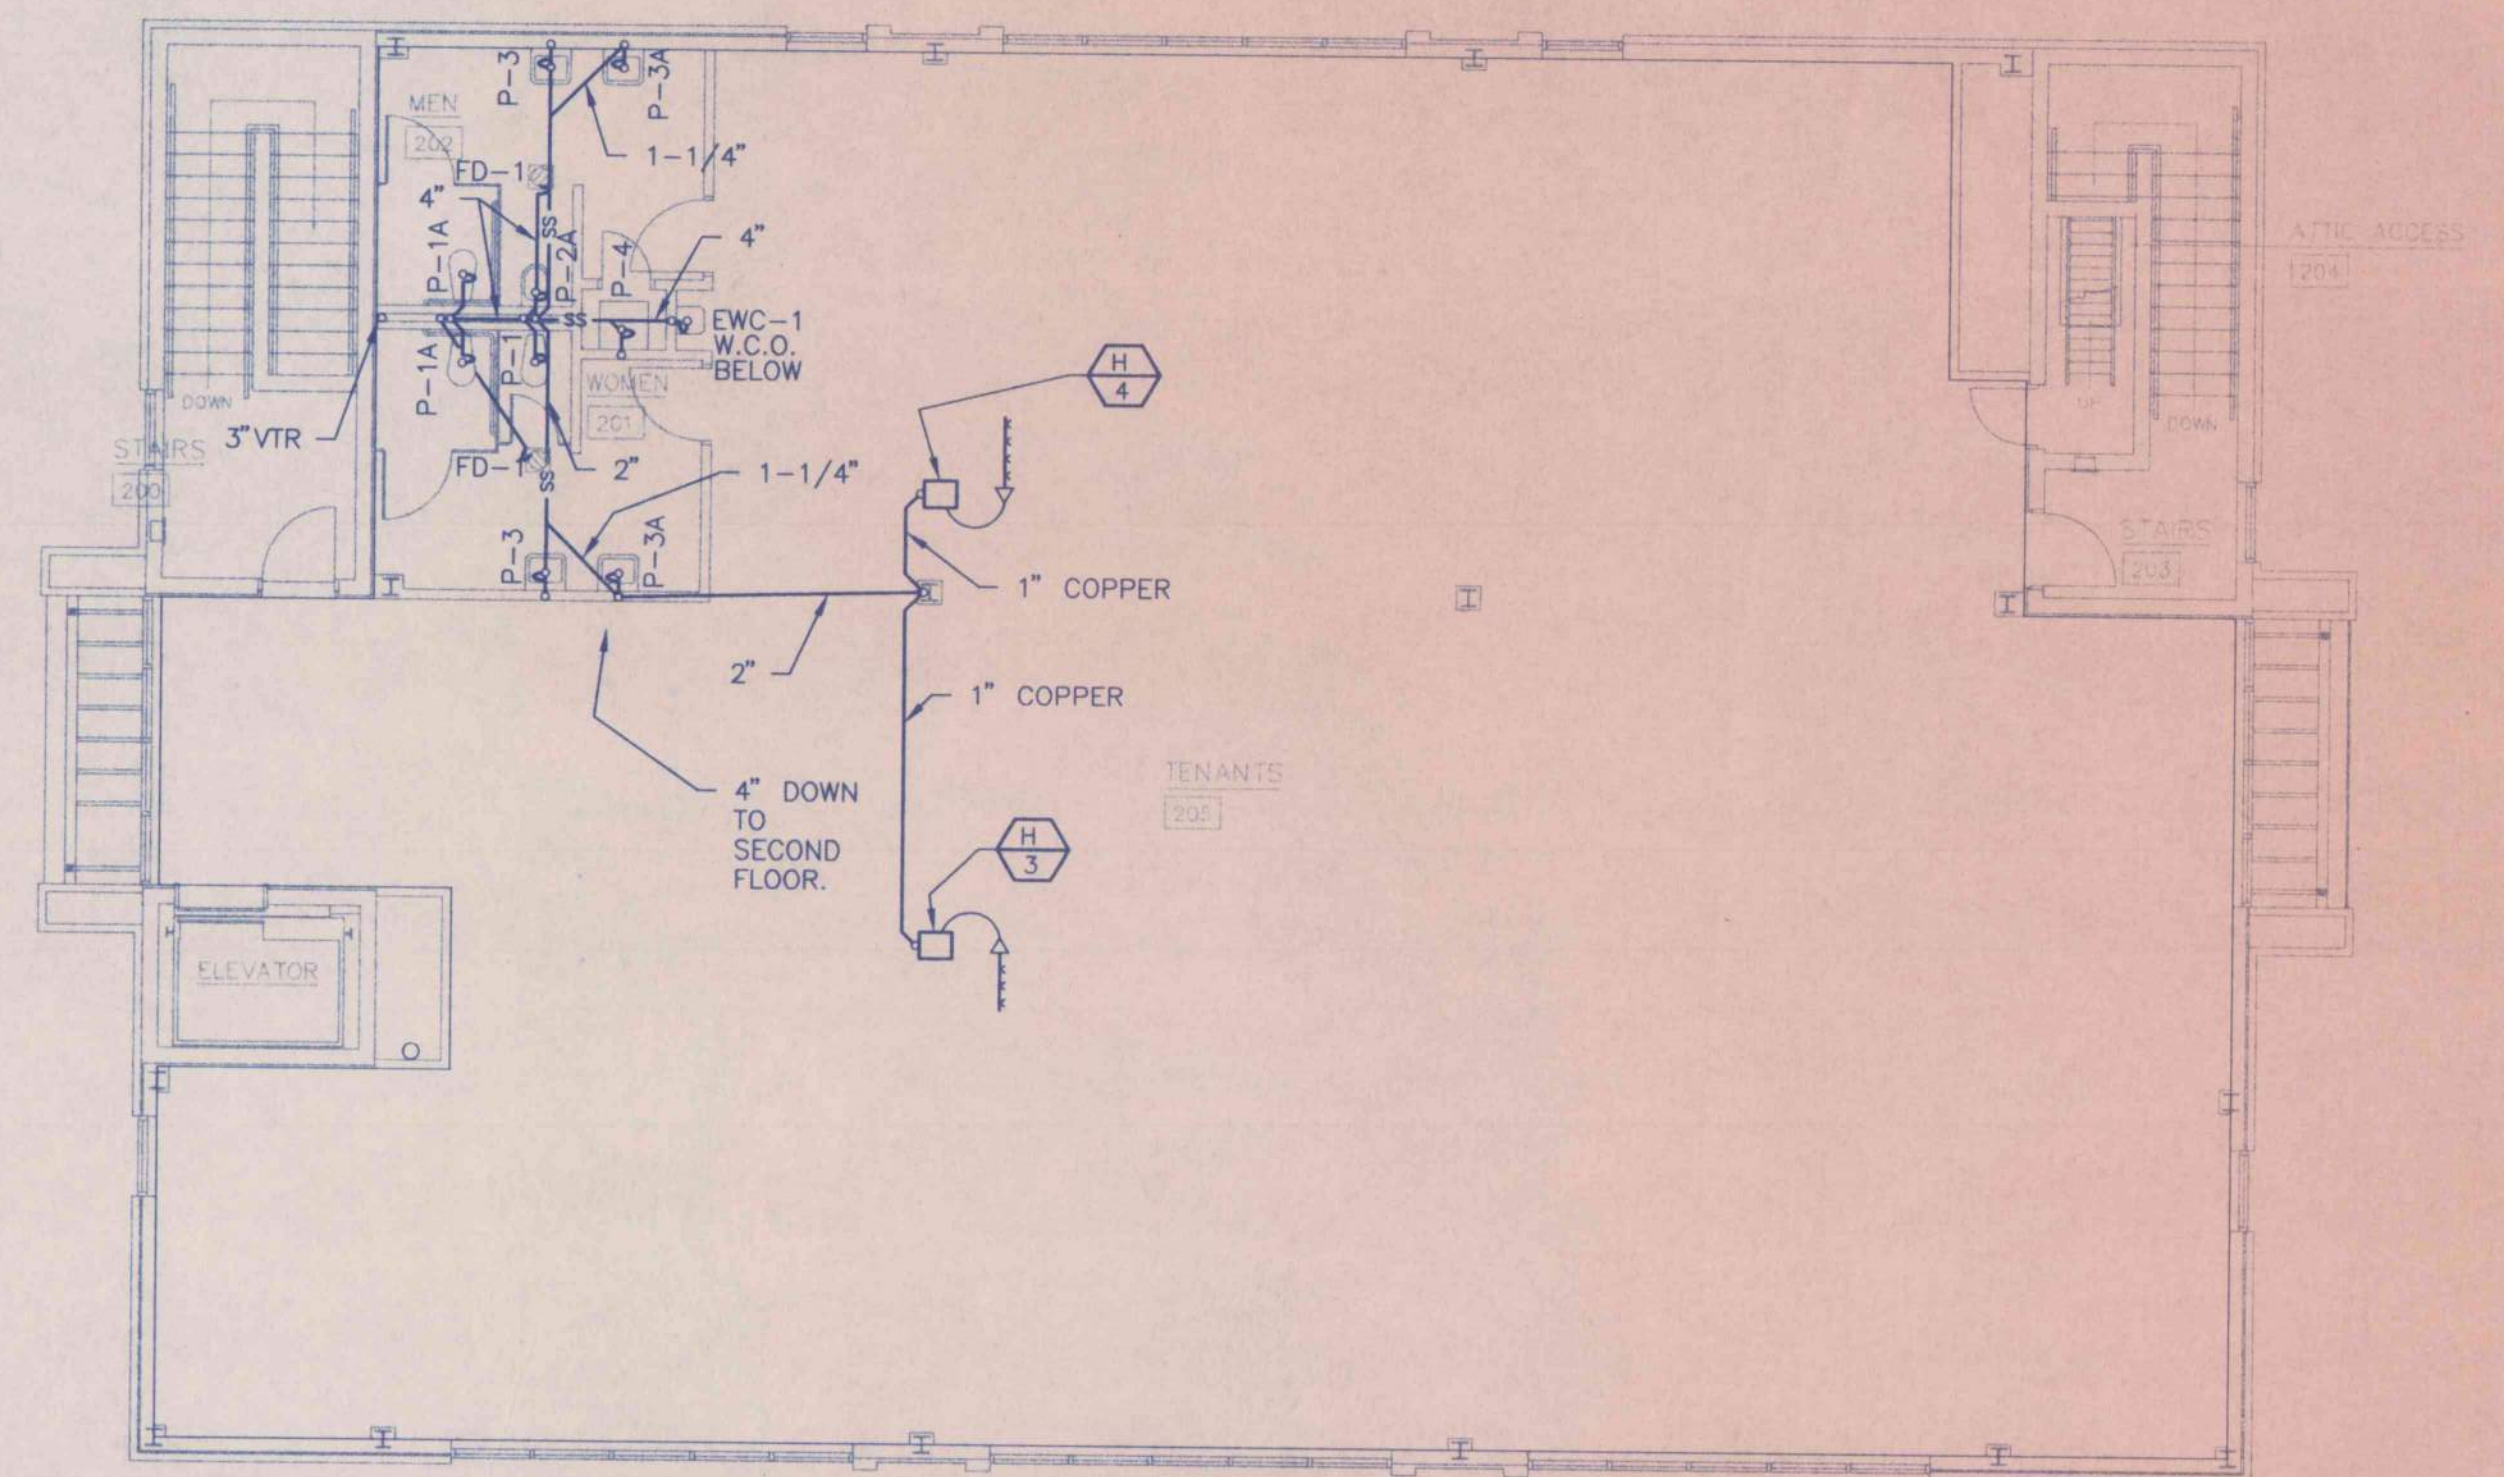 P-3
P-3A
MEN
202
1-1/4"
FD-1
4"
SS
P-1A
P-2A
P-4
4"
SS
EWC-1
W.C.O.
BELOW
P-1A
P-1
WOMEN
201
DOWN
3"VTR
STAIRS
200
FD-1
SS
2"
1-1/4"
P-3
P-3A
H
4
1" COPPER
2"
1" COPPER
4" DOWN
TO
SECOND
FLOOR.
TENANTS
205
H
3
ELEVATOR
ATTIC ACCESS
204
UP
DOWN
STAIRS
203